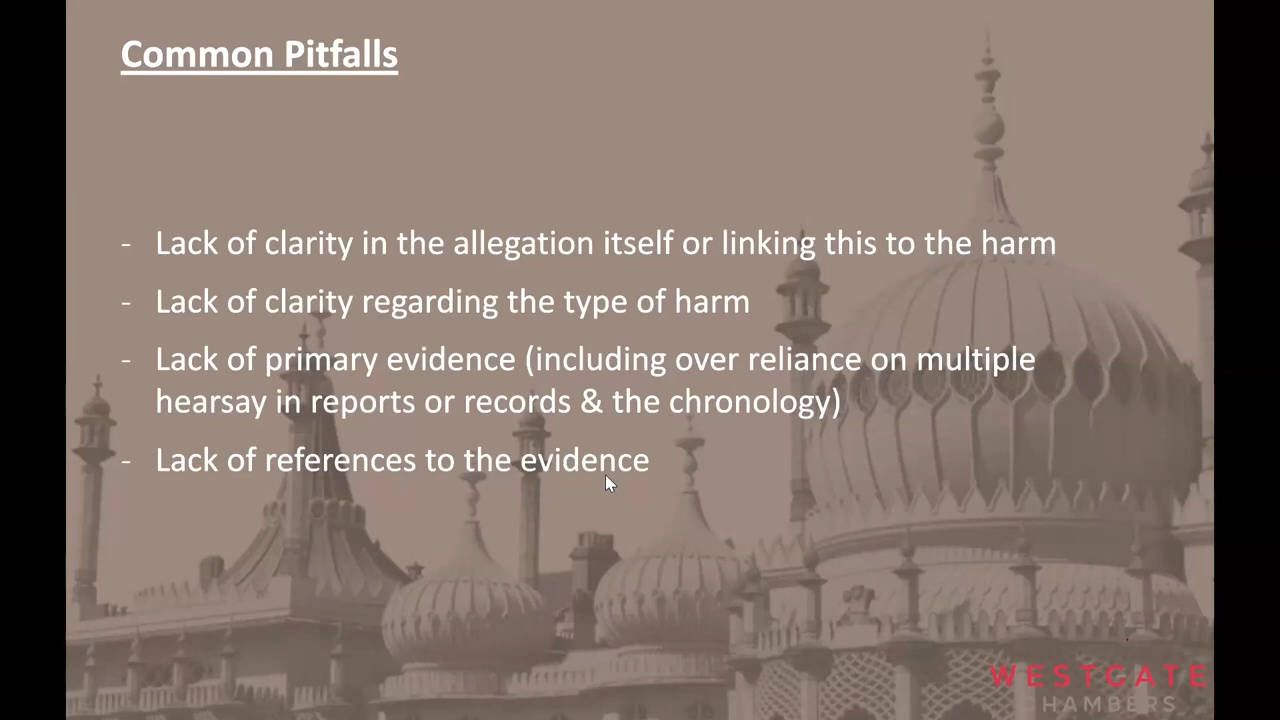 Common Pitfalls
- Lack of clarity in the allegation itself or linking this to the harm
- Lack of clarity regarding the type of harm
- Lack of primary evidence (including over reliance on multiple
hearsay in reports or records & the chronology)
- Lack of references to the evidence
WESTGATE
CHAMBERS